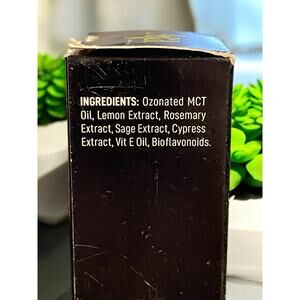 INGREDIENTS: Ozonated MCT
Oil, Lemon Extract, Rosemary
Extract, Sage Extract, Cypress
Extract, Vit E Oil, Bioflavonoids.